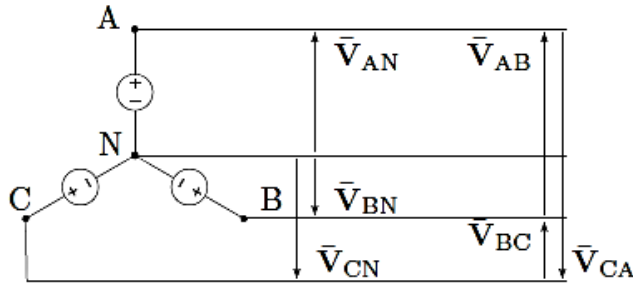 A
V̄AN V̄AB
+
−
N
C + − − + B
V̄BN
V̄BC
V̄CN V̄CA